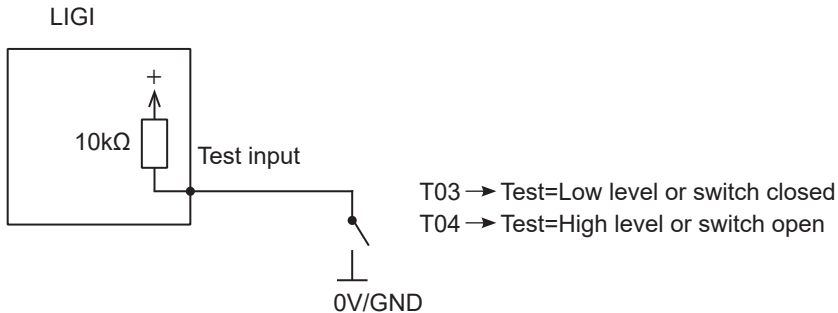 LIGI
+
10kΩ
Test input
T03 → Test=Low level or switch closed
T04 → Test=High level or switch open
0V/GND